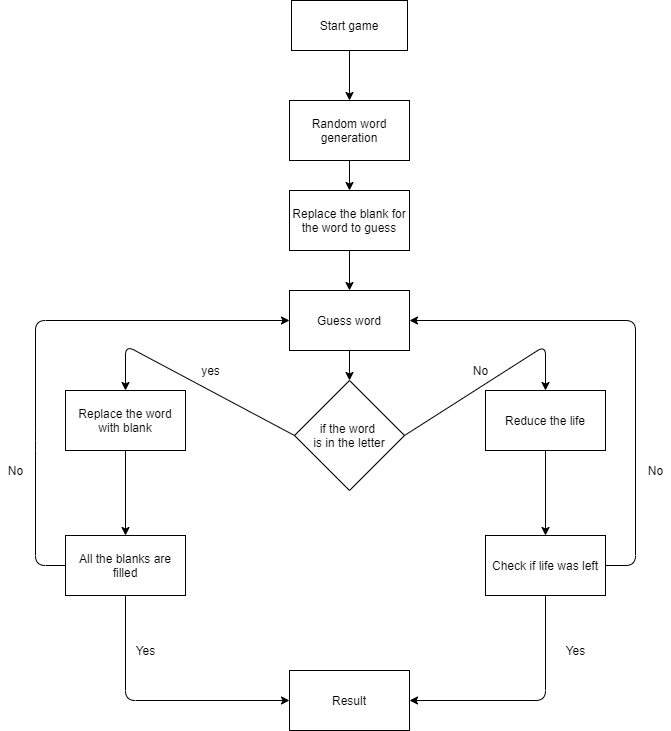 Start game
Random word
generation
Replace the blank for
the word to guess
Guess word
yes
No
Replace the word
with blank
if the word
is in the letter
Reduce the life
No
No
All the blanks are
filled
Check if life was left
Yes
Yes
Result